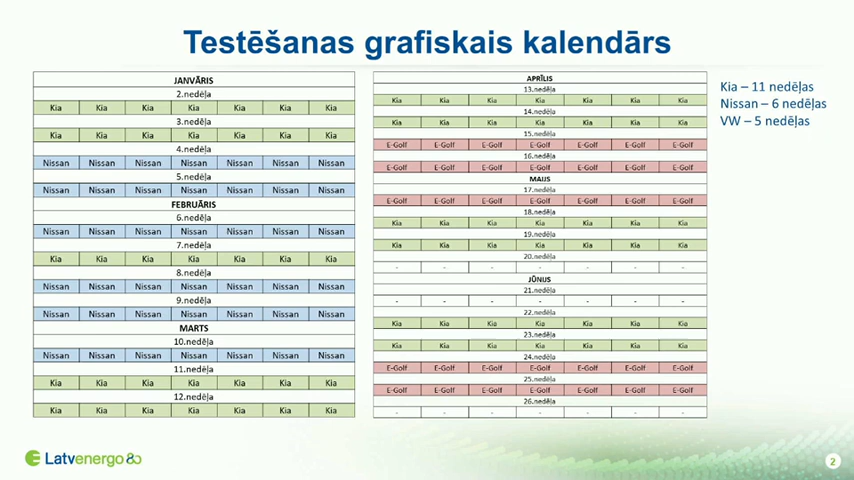 Testēšanas grafiskais kalendārs
JANVĀRIS
2.nedēļa
Kia Kia Kia Kia Kia Kia Kia
3.nedēļa
Kia Kia Kia Kia Kia Kia Kia
4.nedēļa
Nissan Nissan Nissan Nissan Nissan Nissan Nissan
5.nedēļa
Nissan Nissan Nissan Nissan Nissan Nissan Nissan
FEBRUĀRIS
6.nedēļa
Nissan Nissan Nissan Nissan Nissan Nissan Nissan
7.nedēļa
Kia Kia Kia Kia Kia Kia Kia
8.nedēļa
Nissan Nissan Nissan Nissan Nissan Nissan Nissan
9.nedēļa
Nissan Nissan Nissan Nissan Nissan Nissan Nissan
MARTS
10.nedēļa
Nissan Nissan Nissan Nissan Nissan Nissan Nissan
11.nedēļa
Kia Kia Kia Kia Kia Kia Kia
12.nedēļa
Kia Kia Kia Kia Kia Kia Kia
APRĪLIS
13.nedēļa
Kia Kia Kia Kia Kia Kia Kia
14.nedēļa
Kia Kia Kia Kia Kia Kia Kia
15.nedēļa
E-Golf E-Golf E-Golf E-Golf E-Golf E-Golf E-Golf
16.nedēļa
E-Golf E-Golf E-Golf E-Golf E-Golf E-Golf E-Golf
MAIJS
17.nedēļa
E-Golf E-Golf E-Golf E-Golf E-Golf E-Golf E-Golf
18.nedēļa
Kia Kia Kia Kia Kia Kia Kia
19.nedēļa
Kia Kia Kia Kia Kia Kia Kia
20.nedēļa
- - - - - - -
JŪNIJS
21.nedēļa
- - - - - - -
22.nedēļa
Kia Kia Kia Kia Kia Kia Kia
23.nedēļa
Kia Kia Kia Kia Kia Kia Kia
24.nedēļa
E-Golf E-Golf E-Golf E-Golf E-Golf E-Golf E-Golf
25.nedēļa
E-Golf E-Golf E-Golf E-Golf E-Golf E-Golf E-Golf
26.nedēļa
- - - - - - -
Kia – 11 nedēļas
Nissan – 6 nedēļas
VW – 5 nedēļas
Latvenergo 80
2